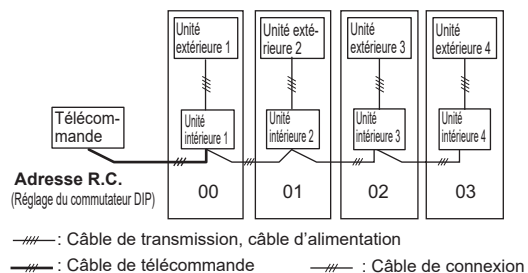 Unité
extérieure 1
Unité exté-
rieure 2
Unité
extérieure 3
Unité
extérieure 4
Télécom-
mande
Unité
intérieure 1
Unité
intérieure 2
Unité
intérieure 3
Unité
intérieure 4
Adresse R.C.
(Réglage du commutateur DIP)
00
01
02
03
: Câble de transmission, câble d'alimentation
: Câble de télécommande
: Câble de connexion